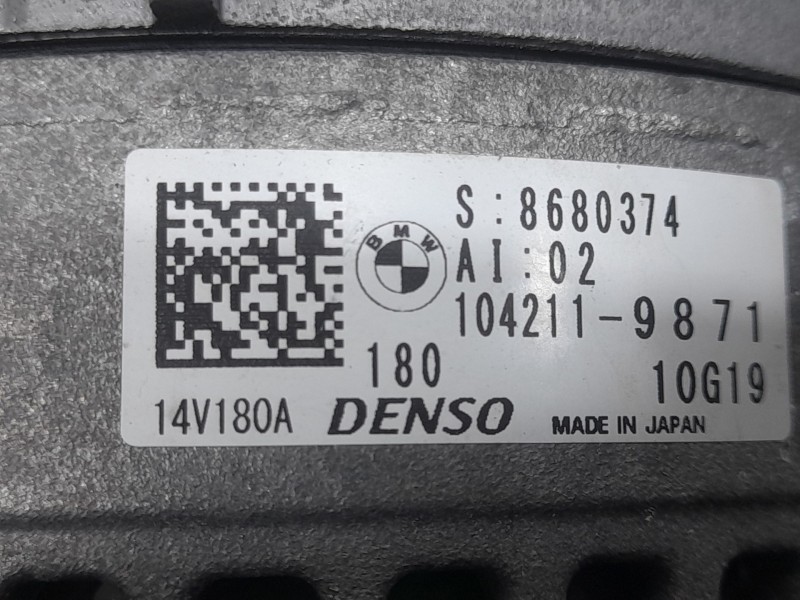 S:8680374
BMW
AI:02
104211-9871
180
10G19
14V180A
DENSO
MADE IN JAPAN